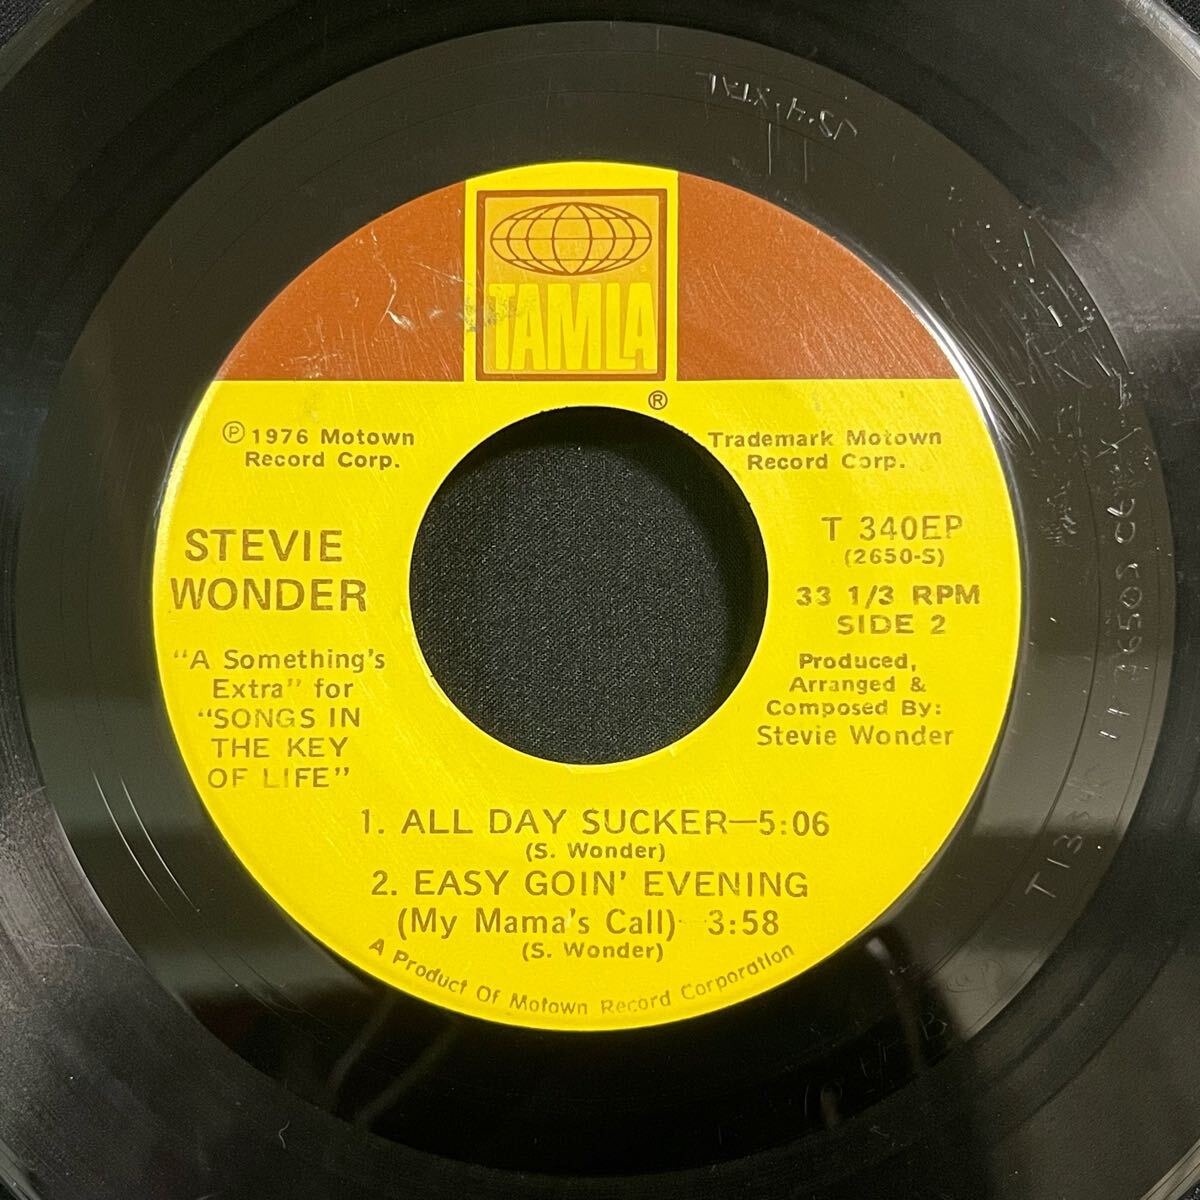 TAMLA
®
℗ 1976 Motown
Record Corp.
Trademark Motown
Record Corp.
STEVIE
WONDER
"A Something's
Extra" for
"SONGS IN
THE KEY
OF LIFE"
T 340EP
(2650-S)
33 1/3 RPM
SIDE 2
Produced,
Arranged &
Composed By:
Stevie Wonder
1. ALL DAY SUCKER—5:06
(S. Wonder)
2. EASY GOIN' EVENING
(My Mama's Call) 3:58
(S. Wonder)
A Product Of Motown Record Corporation